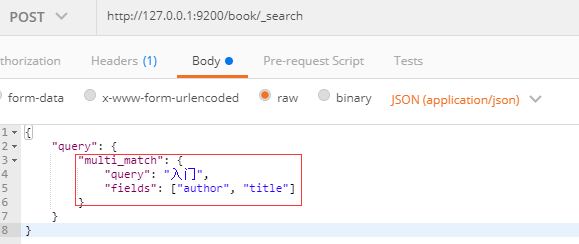 POST http://127.0.0.1:9200/book/_search
thorization Headers (1) Body Pre-request Script Tests
form-data x-www-form-urlencoded raw binary JSON (application/json)
1 {
2 "query": {
3 "multi_match": {
4 "query": "入门",
5 "fields": ["author", "title"]
6 }
7 }
8 }